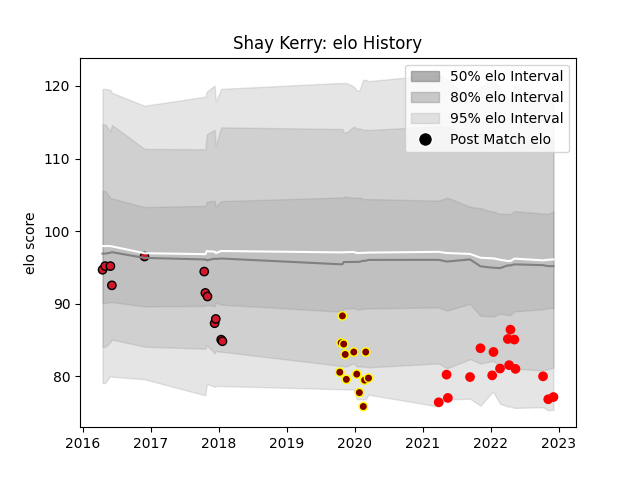 Shay Kerry: elo History
50% elo Interval
80% elo Interval
95% elo Interval
Post Match elo
elo score
120
110
100
90
80
2016 2017 2018 2019 2020 2021 2022 2023